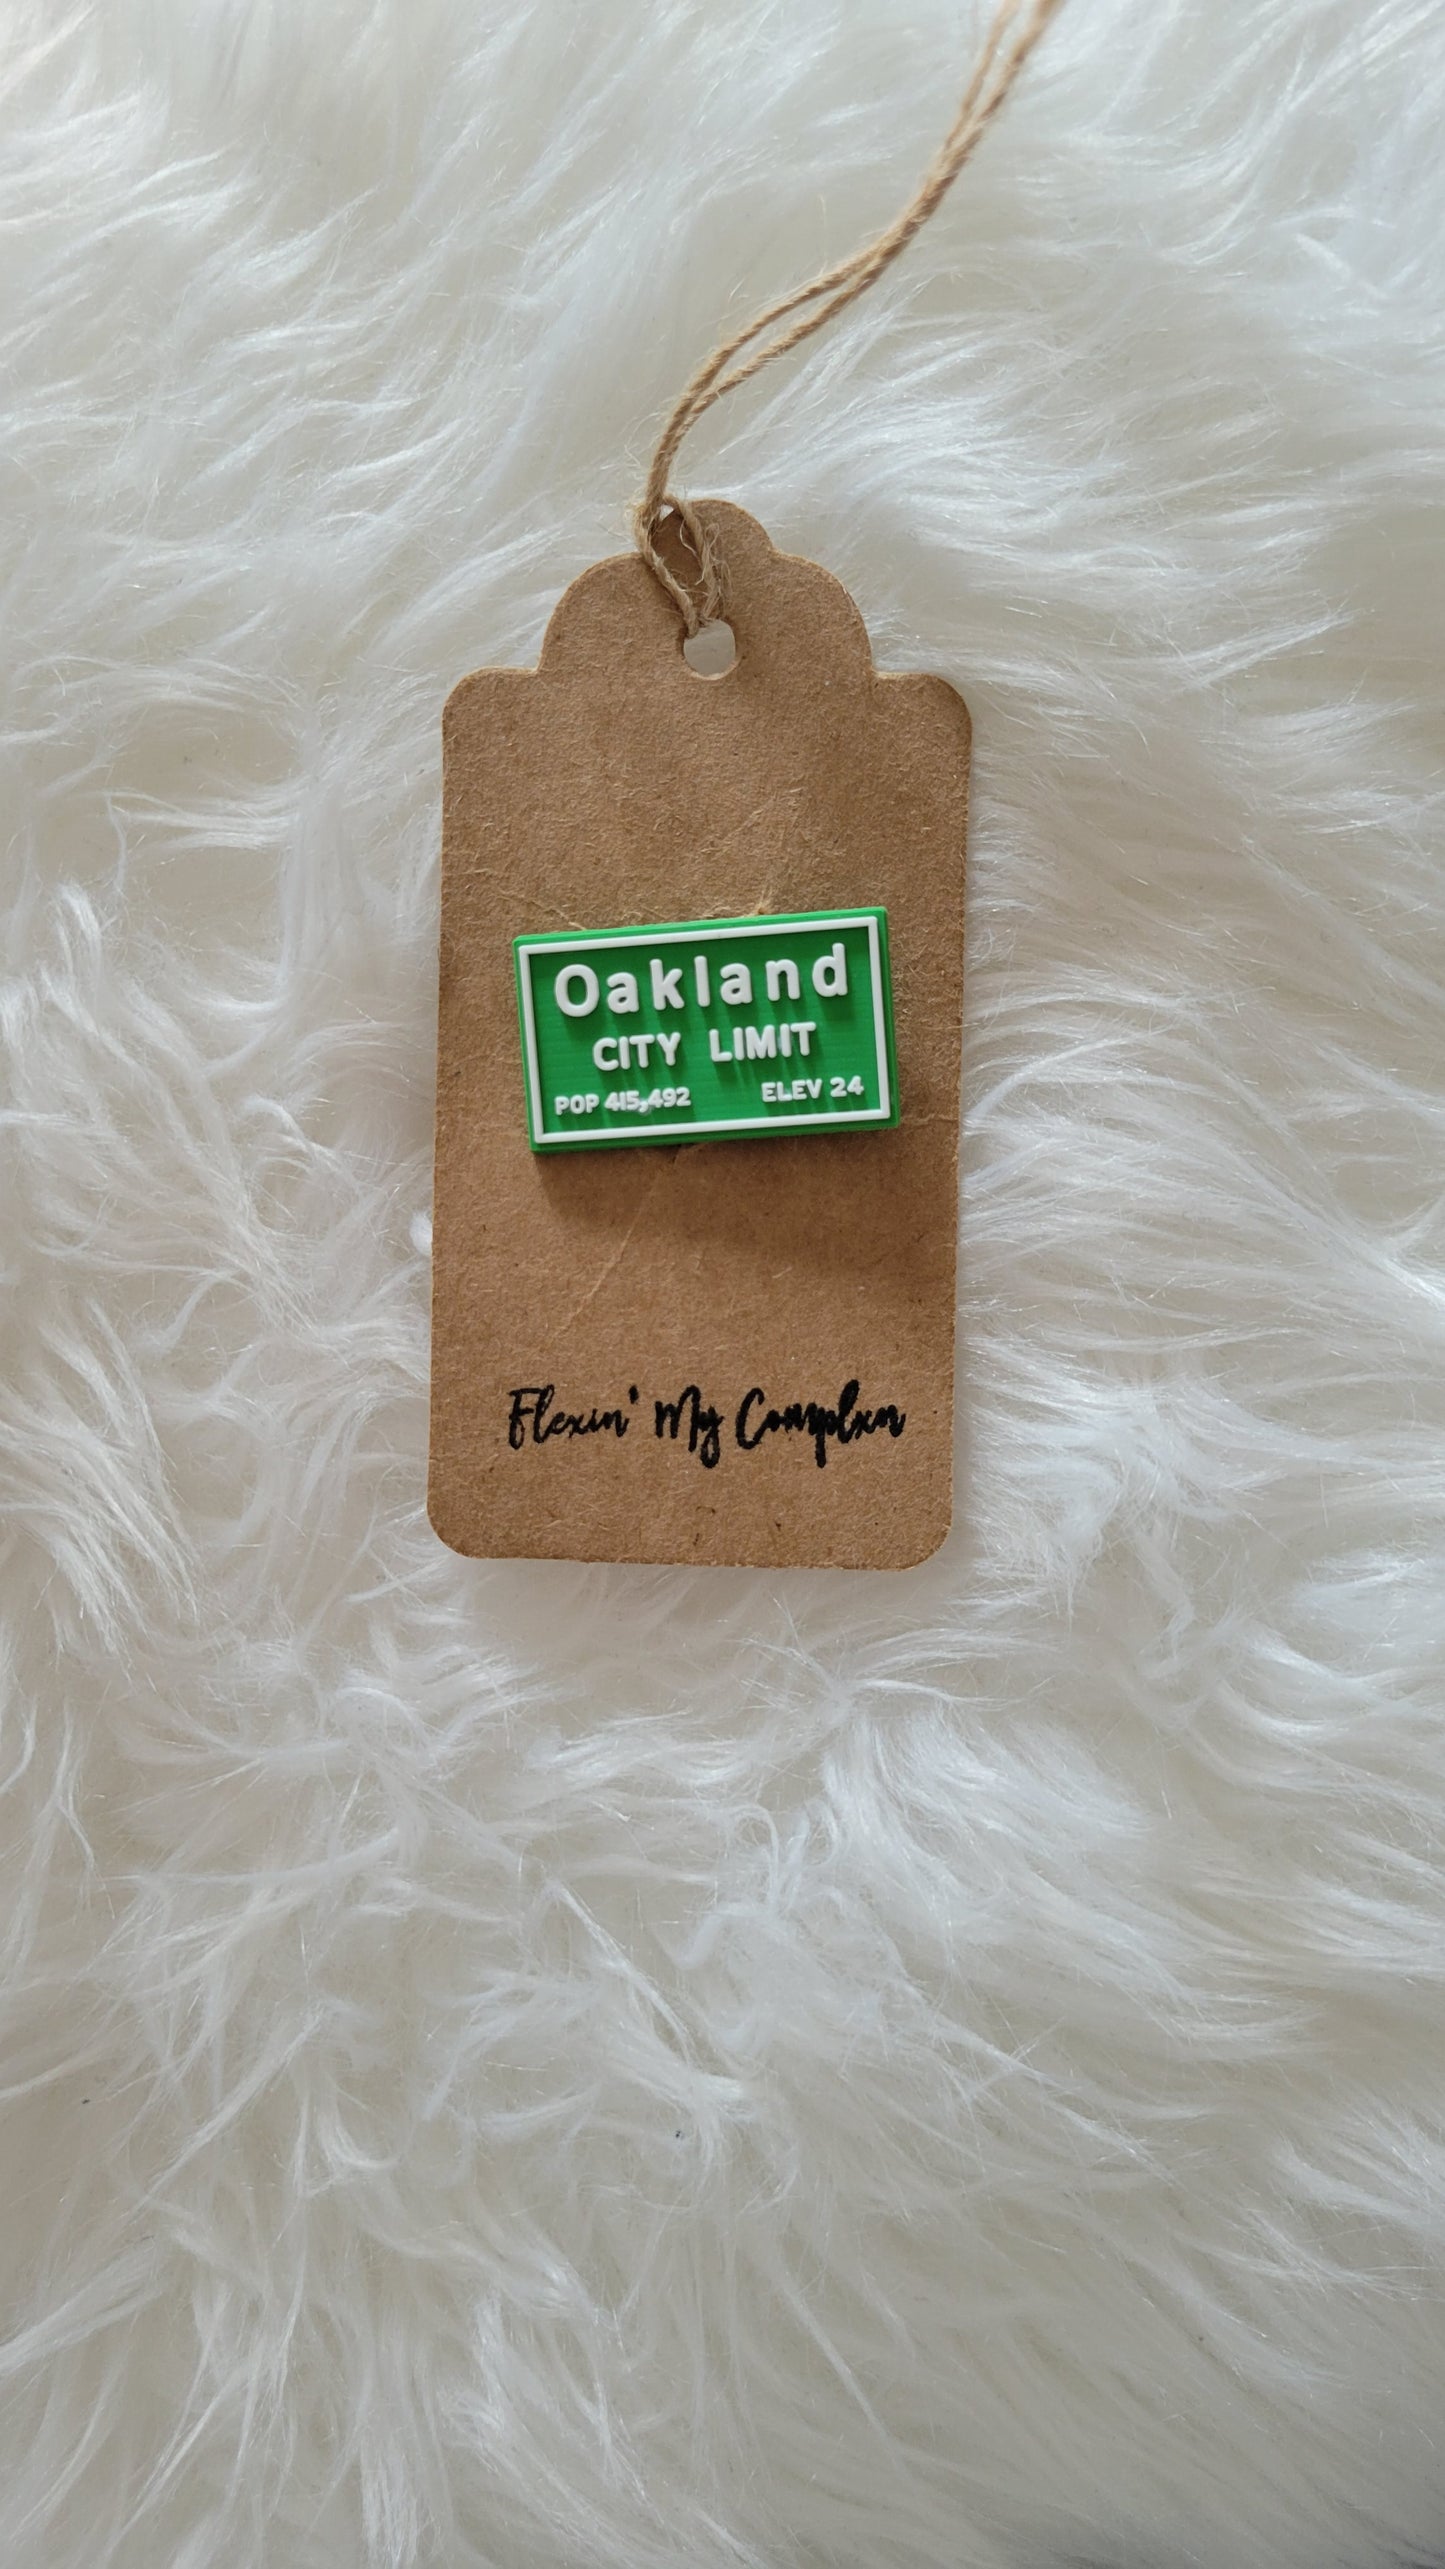 Oakland
CITY LIMIT
POP 415,492 ELEV 24
Flexin' My Complxn